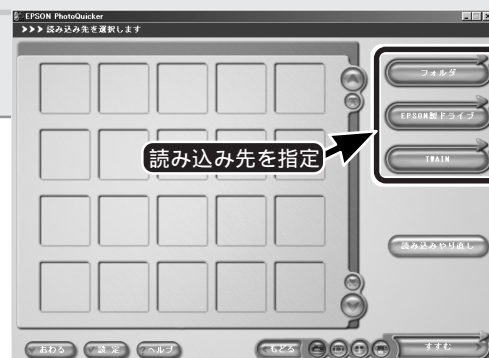 EPSON PhotoQuicker
>>> 読み込み先を選択します
フォルダ
EPSON製ドライブ
読み込み先を指定
TWAIN
読み込みやり直し
おわる
設定
ヘルプ
もどる
すすむ